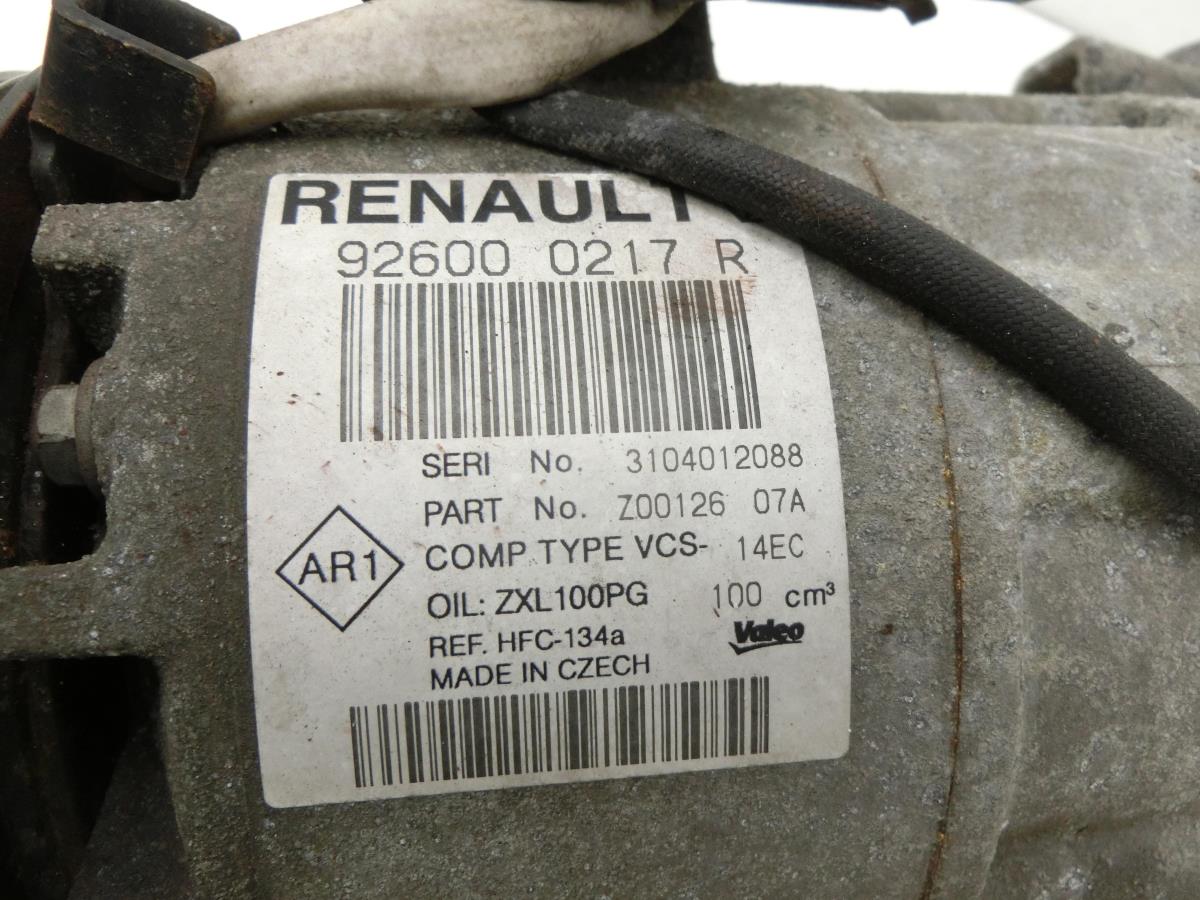 RENAULT
92600 0217 R
SERI No. 3104012088
PART No. Z00126 07A
AR1
COMP TYPE VCS- 14EC
OIL: ZXL100PG 100 cm³
REF. HFC-134a
Valeo
MADE IN CZECH